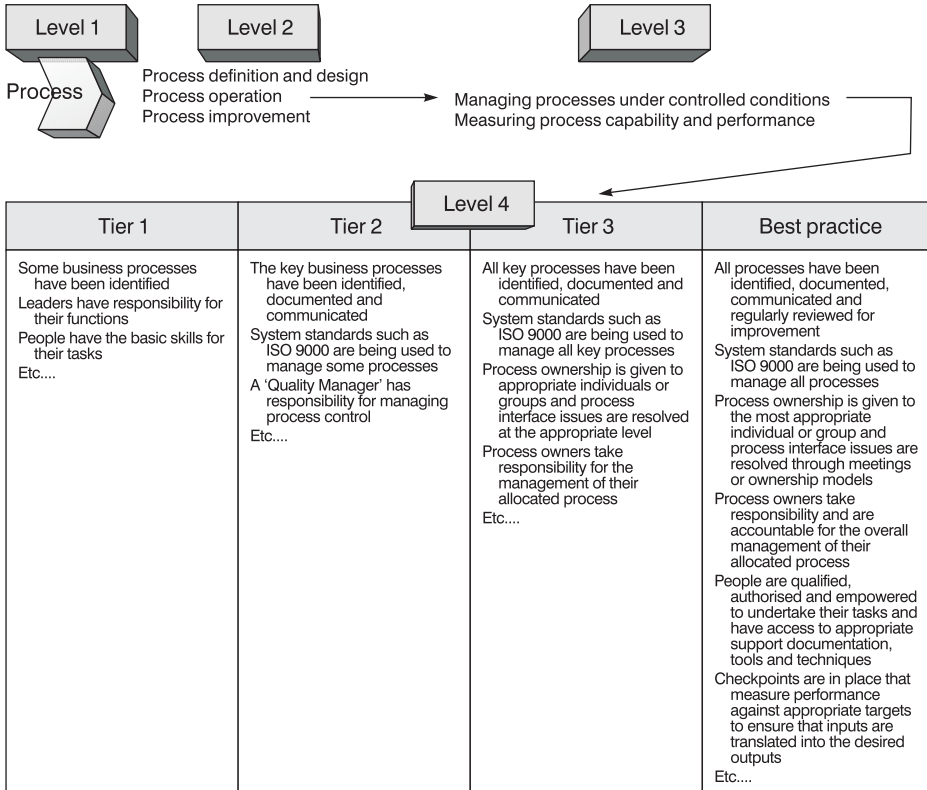 Level 1
Level 2
Level 3
Process
Process definition and design
Process operation
Process improvement
Managing processes under controlled conditions
Measuring process capability and performance
Level 4
Tier 1
Tier 2
Tier 3
Best practice
Some business processes
have been identified
Leaders have responsibility for
their functions
People have the basic skills for
their tasks
Etc....
The key business processes
have been identified,
documented and
communicated
System standards such as
ISO 9000 are being used to
manage some processes
A ‘Quality Manager’ has
responsibility for managing
process control
Etc....
All key processes have been
identified, documented and
communicated
System standards such as
ISO 9000 are being used to
manage all key processes
Process ownership is given to
appropriate individuals or
groups and process
interface issues are resolved
at the appropriate level
Process owners take
responsibility for the
management of their
allocated process
Etc....
All processes have been
identified, documented,
communicated and
regularly reviewed for
improvement
System standards such as
ISO 9000 are being used to
manage all processes
Process ownership is given to
the most appropriate
individual or group and
process interface issues are
resolved through meetings
or ownership models
Process owners take
responsibility and are
accountable for the overall
management of their
allocated process
People are qualified,
authorised and empowered
to undertake their tasks and
have access to appropriate
support documentation,
tools and techniques
Checkpoints are in place that
measure performance
against appropriate targets
to ensure that inputs are
translated into the desired
outputs
Etc....